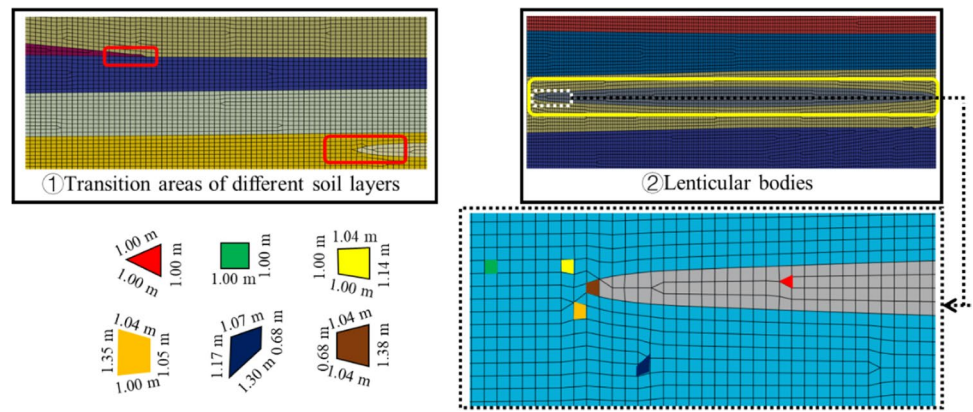 ①Transition areas of different soil layers
②Lenticular bodies
1.00 m
1.00 m
1.00 m
1.00 m
1.00 m
1.04 m
1.00 m
1.14 m
1.00 m
1.04 m
1.35 m
1.05 m
1.00 m
1.07 m
1.17 m
0.68 m
1.30 m
1.04 m
0.68 m
1.38 m
1.04 m